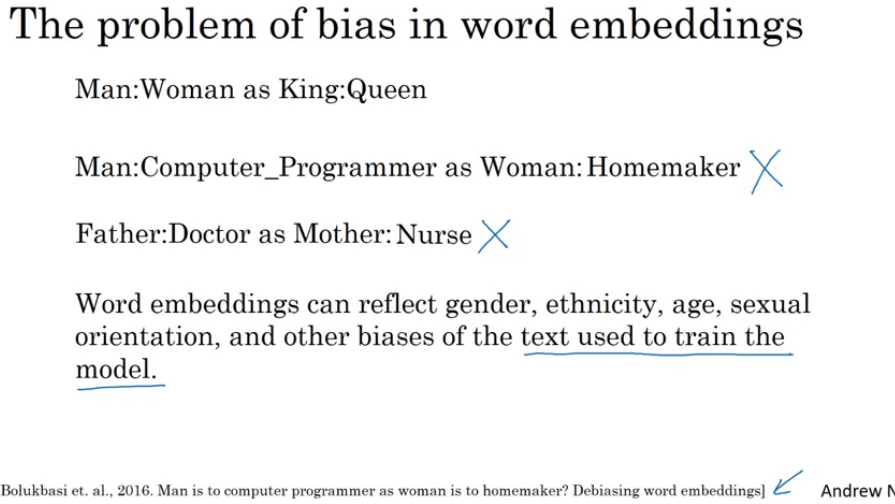 The problem of bias in word embeddings
Man:Woman as King:Queen
Man:Computer_Programmer as Woman: Homemaker
Father:Doctor as Mother: Nurse
Word embeddings can reflect gender, ethnicity, age, sexual
orientation, and other biases of the text used to train the
model.
Bolukbasi et. al., 2016. Man is to computer programmer as woman is to homemaker? Debiasing word embeddings]
Andrew N